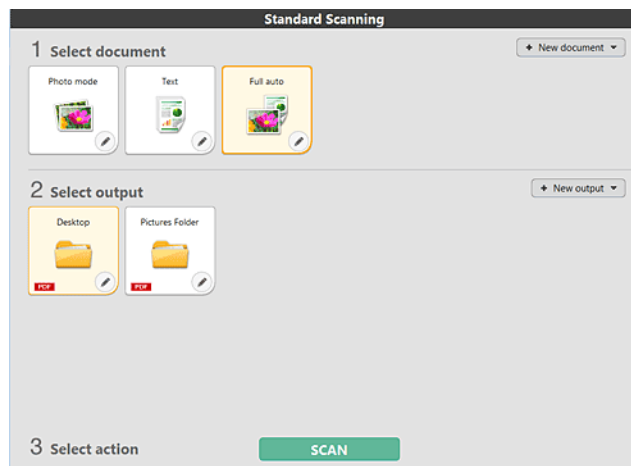 Standard Scanning
1 Select document
+ New document
Photo mode
Text
Full auto
2 Select output
+ New output
Desktop
Pictures Folder
PDF
PDF
3 Select action
SCAN